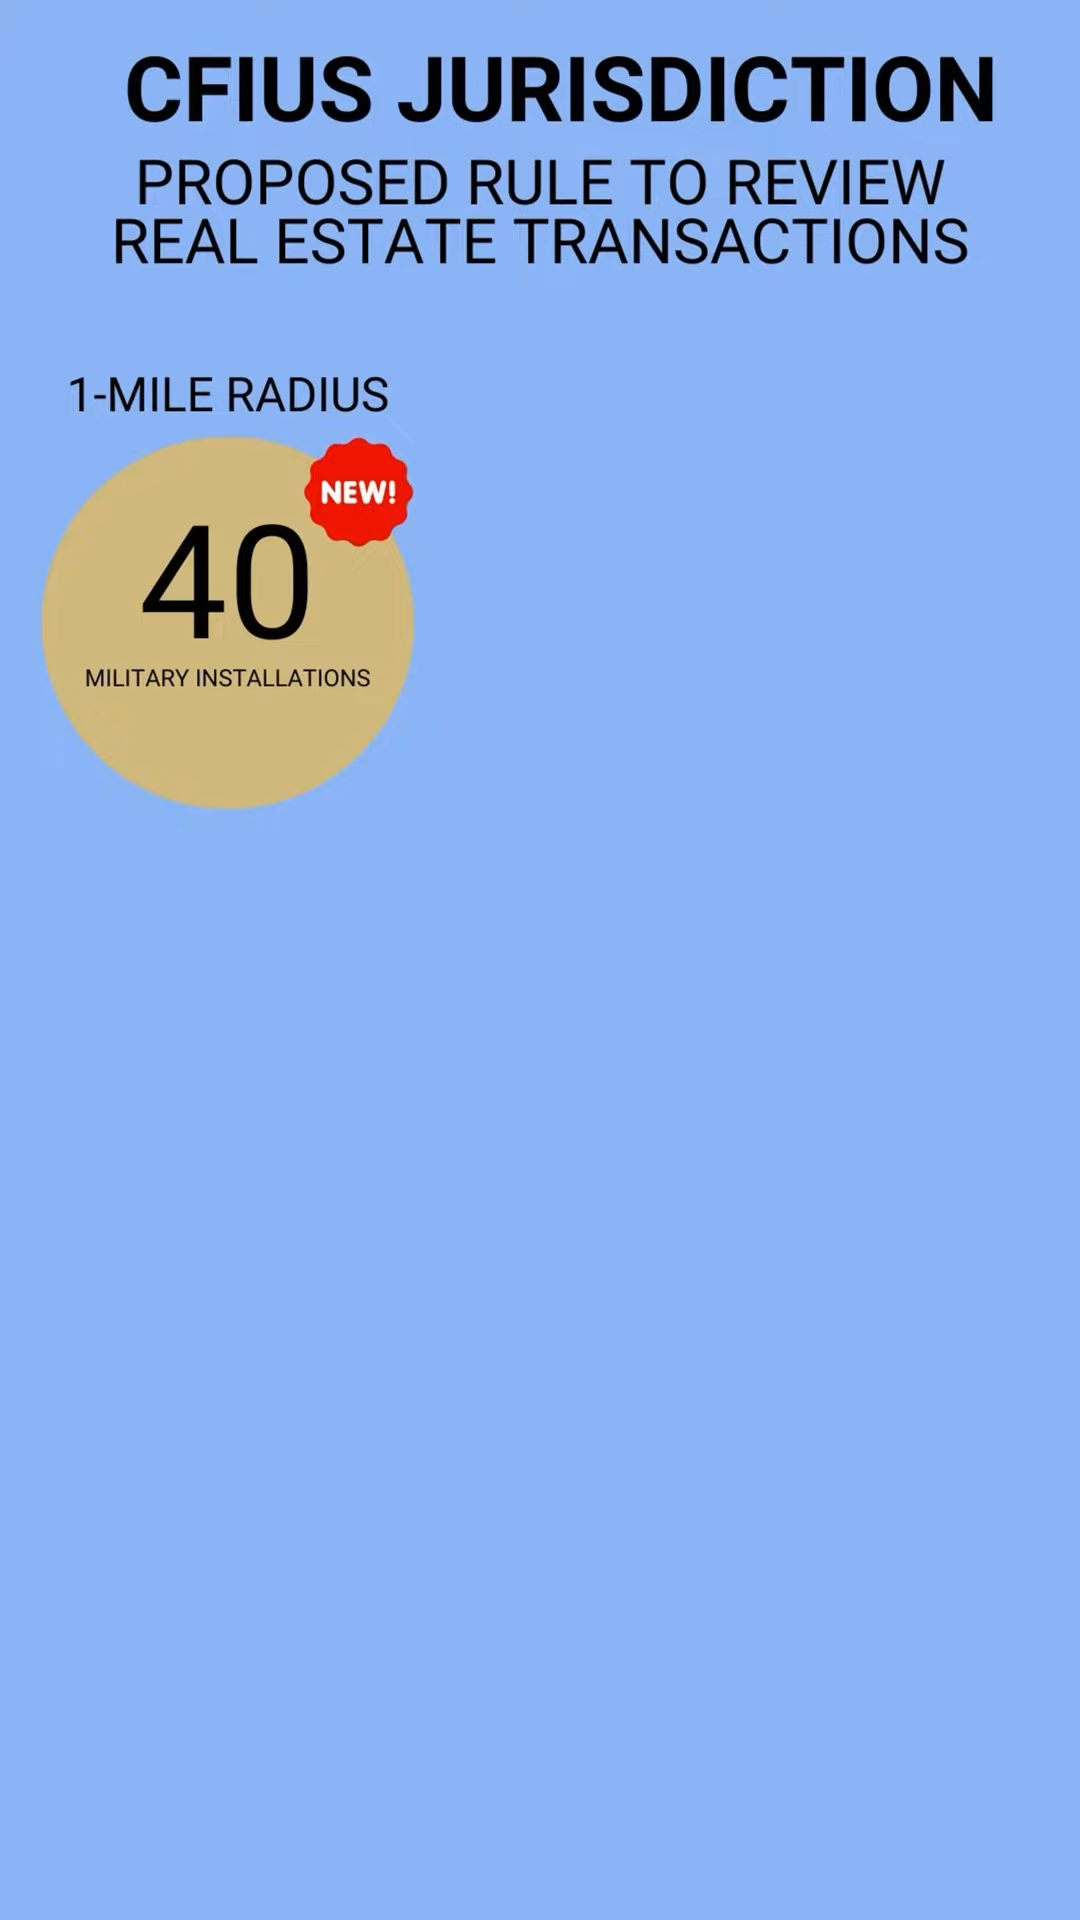 CFIUS JURISDICTION
PROPOSED RULE TO REVIEW
REAL ESTATE TRANSACTIONS
1-MILE RADIUS
NEW!
40
MILITARY INSTALLATIONS